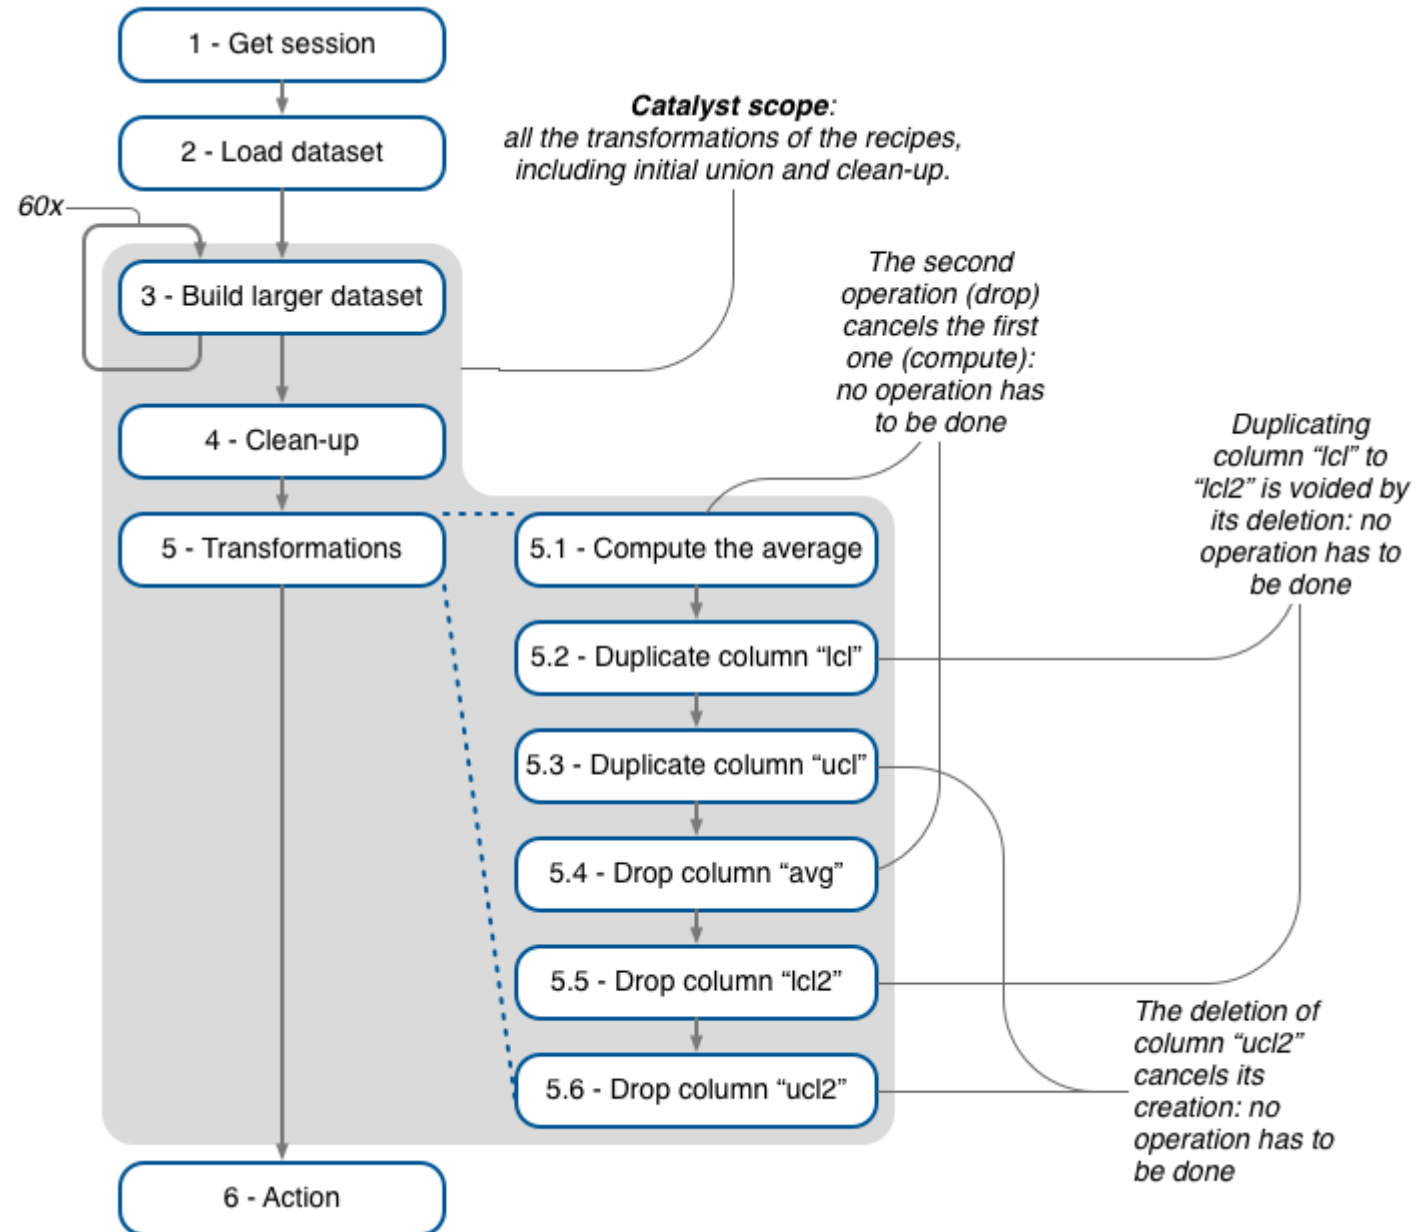 1 - Get session
2 - Load dataset
Catalyst scope:
all the transformations of the recipes,
including initial union and clean-up.
60x
3 - Build larger dataset
4 - Clean-up
5 - Transformations
The second
operation (drop)
cancels the first
one (compute):
no operation has
to be done
Duplicating
column “lcl” to
“lcl2” is voided by
its deletion: no
operation has to
be done
5.1 - Compute the average
5.2 - Duplicate column “lcl”
5.3 - Duplicate column “ucl”
5.4 - Drop column “avg”
5.5 - Drop column “lcl2”
5.6 - Drop column “ucl2”
The deletion of
column “ucl2”
cancels its
creation: no
operation has to
be done
6 - Action